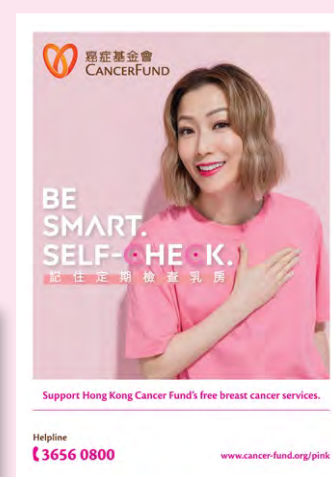 癌症基金會
CANCERFUND
BE
SMART.
SELF-CHECK.
記住定期檢查乳房
Support Hong Kong Cancer Fund's free breast cancer services.
Helpline
3656 0800
www.cancer-fund.org/pink